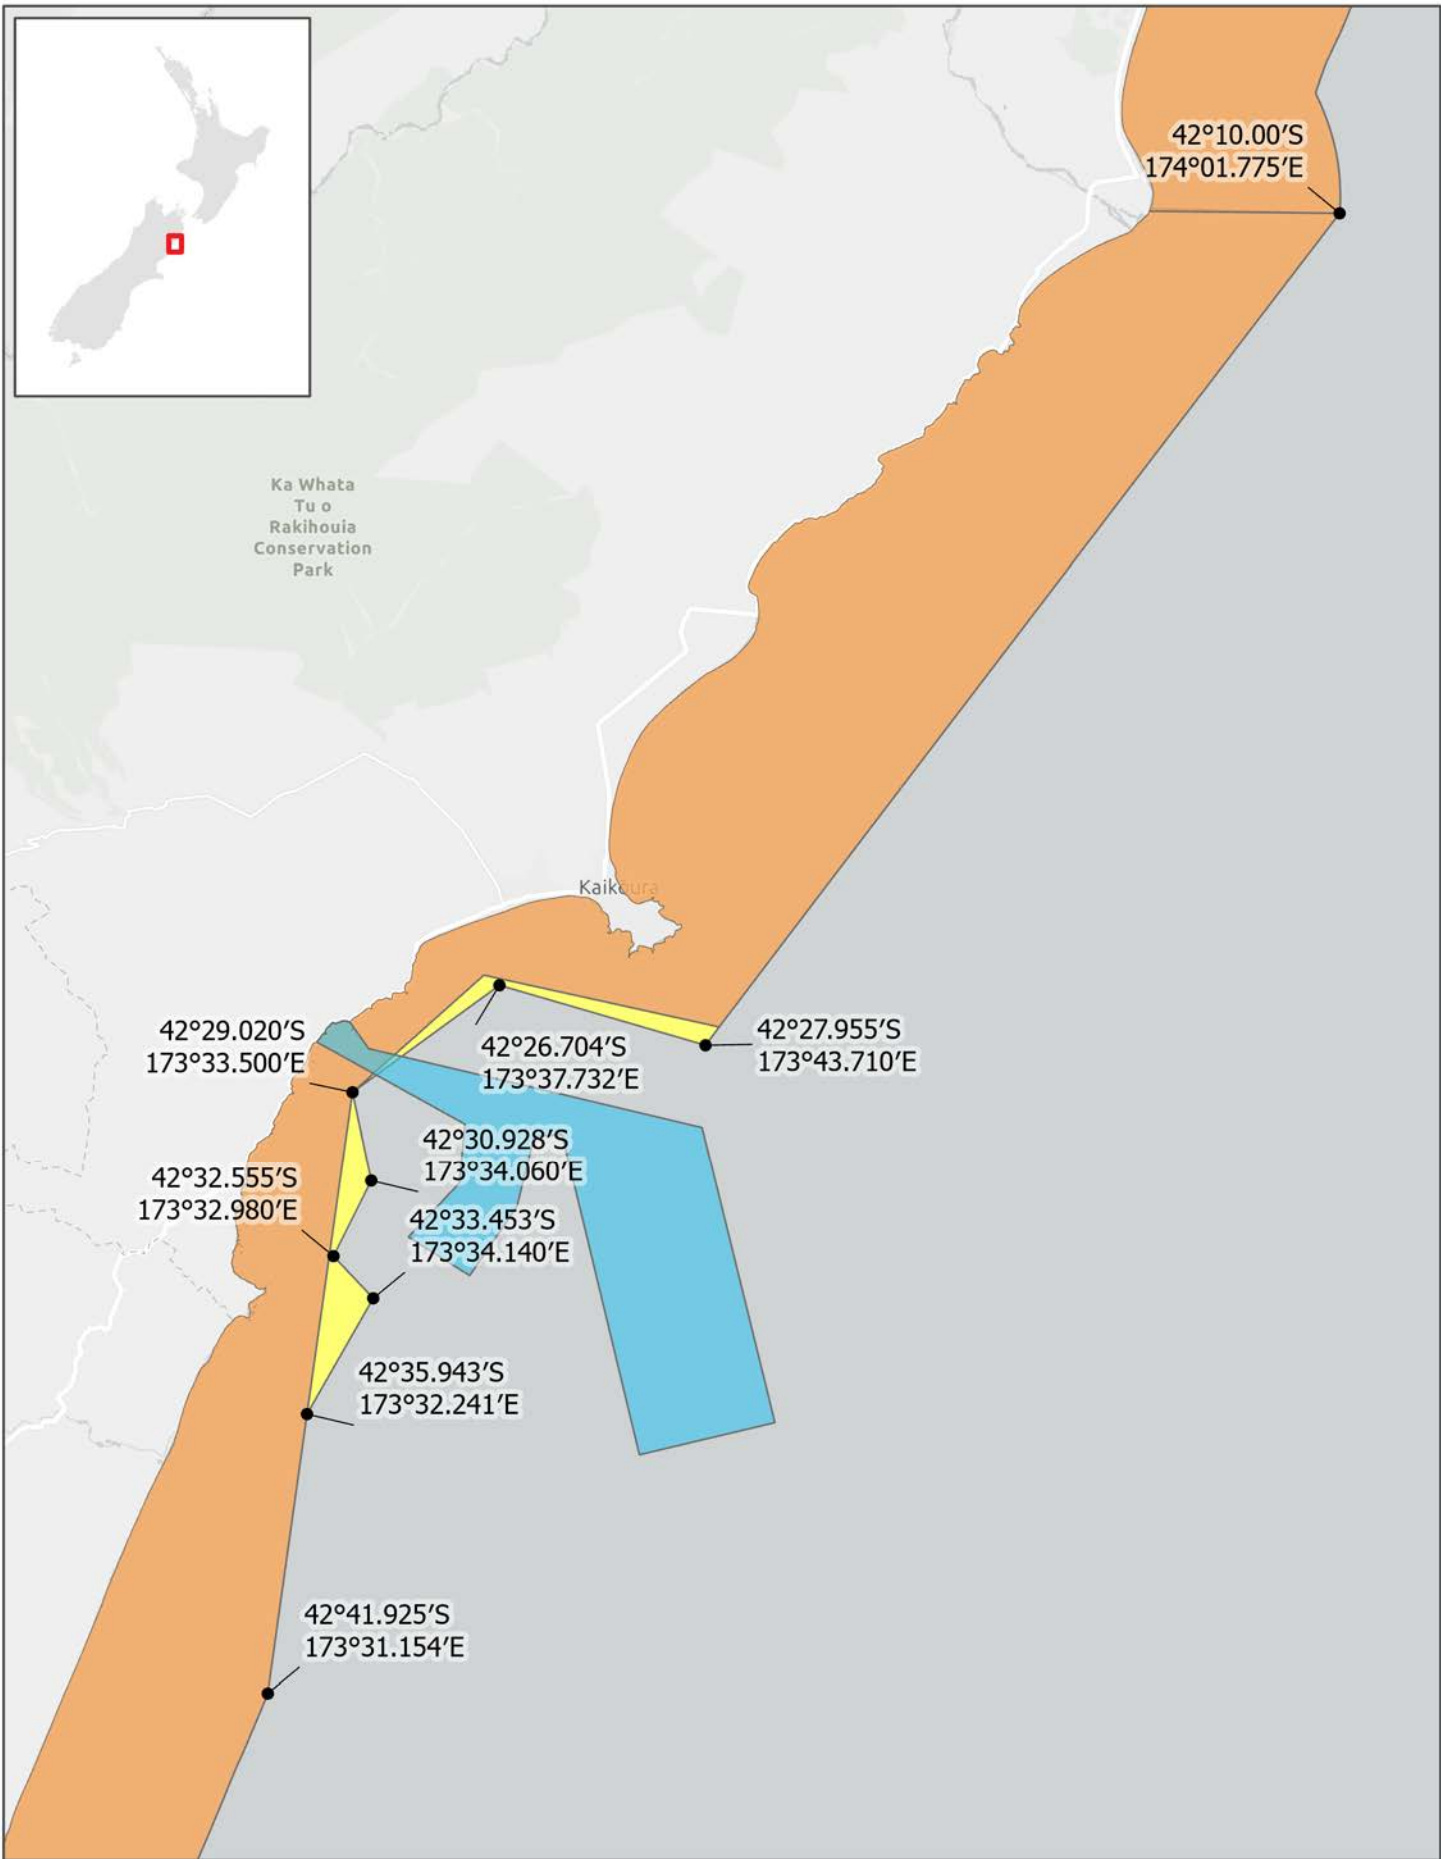 42°10.00′S
174°01.775′E
Ka Whata
Tu o
Rakihouia
Conservation
Park
Kaikōura
42°29.020′S
173°33.500′E
42°26.704′S
173°37.732′E
42°27.955′S
173°43.710′E
42°30.928′S
173°34.060′E
42°32.555′S
173°32.980′E
42°33.453′S
173°34.140′E
42°35.943′S
173°32.241′E
42°41.925′S
173°31.154′E